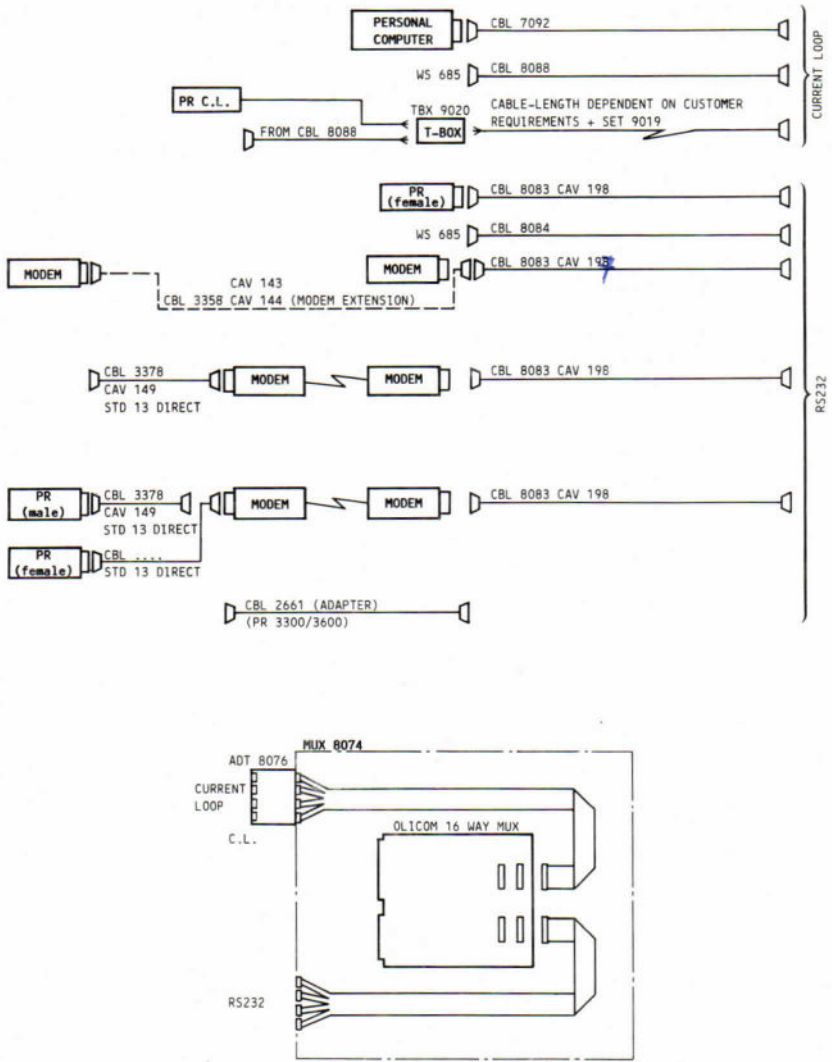 PERSONAL
COMPUTER
CBL 7092
WS 685
CBL 8088
CURRENT LOOP
PR C.L.
TBX 9020
T-BOX
CABLE-LENGTH DEPENDENT ON CUSTOMER
REQUIREMENTS + SET 9019
FROM CBL 8088
PR
(female)
CBL 8083 CAV 198
WS 685
CBL 8084
MODEM
MODEM
CBL 8083 CAV 198
CAV 143
CBL 3358 CAV 144 (MODEM EXTENSION)
CBL 3378
CAV 149
STD 13 DIRECT
MODEM
MODEM
CBL 8083 CAV 198
RS232
PR
(male)
CBL 3378
CAV 149
STD 13 DIRECT
MODEM
MODEM
CBL 8083 CAV 198
PR
(female)
CBL ....
STD 13 DIRECT
CBL 2661 (ADAPTER)
(PR 3300/3600)
MUX 8074
ADT 8076
CURRENT
LOOP
C.L.
OLICOM 16 WAY MUX
RS232